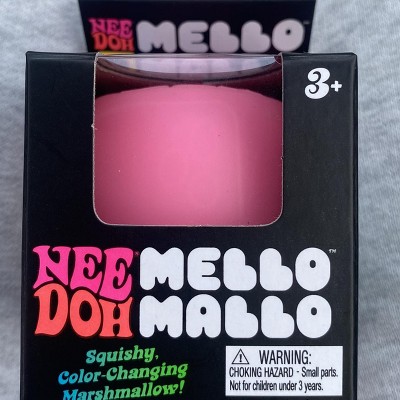 NEE MELLO
DOH
3+
NEE MELLO™
DOH MALLO
Squishy,
Color-Changing
Marshmallow!
WARNING:
CHOKING HAZARD - Small parts.
Not for children under 3 years.